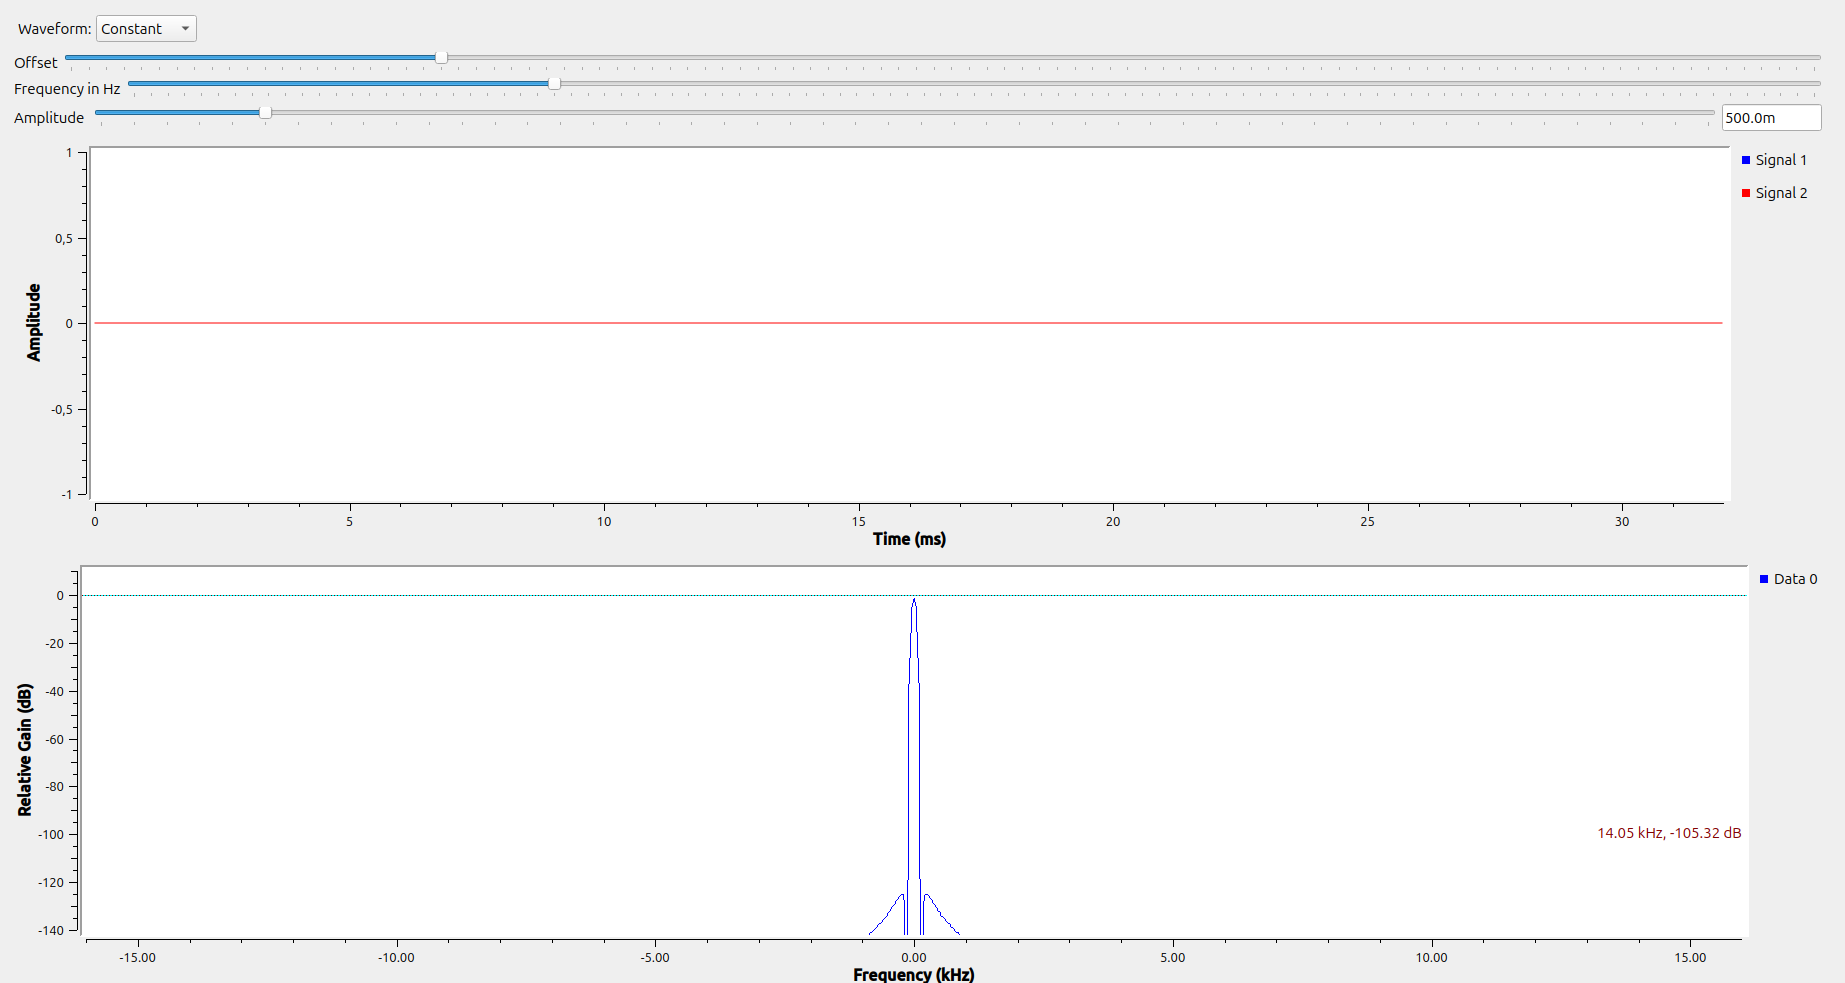 Waveform: Constant
Offset
Frequency in Hz
Amplitude 500.0m
1
0,5
0
-0,5
-1
Amplitude
Signal 1
Signal 2
0 5 10 15 20 25 30
Time (ms)
0
-20
-40
-60
-80
-100
-120
-140
Relative Gain (dB)
Data 0
14.05 kHz, -105.32 dB
-15.00 -10.00 -5.00 0.00 5.00 10.00 15.00
Frequency (kHz)